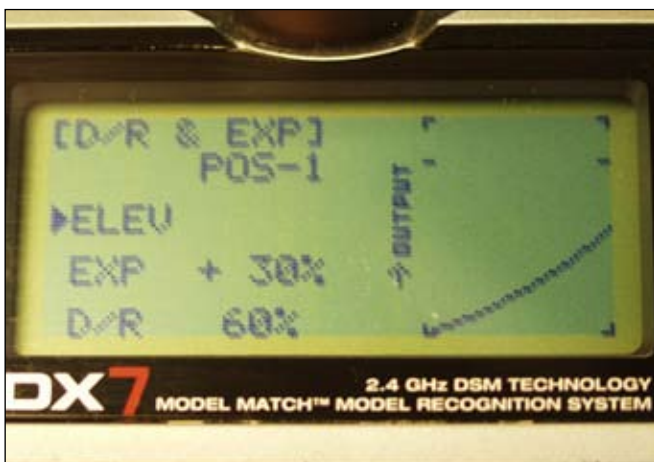 [D/R & EXP]
POS-1
▶ELEV
EXP + 30%
D/R 60%
→OUTPUT
DX7
2.4 GHz DSM TECHNOLOGY
MODEL MATCH™ MODEL RECOGNITION SYSTEM